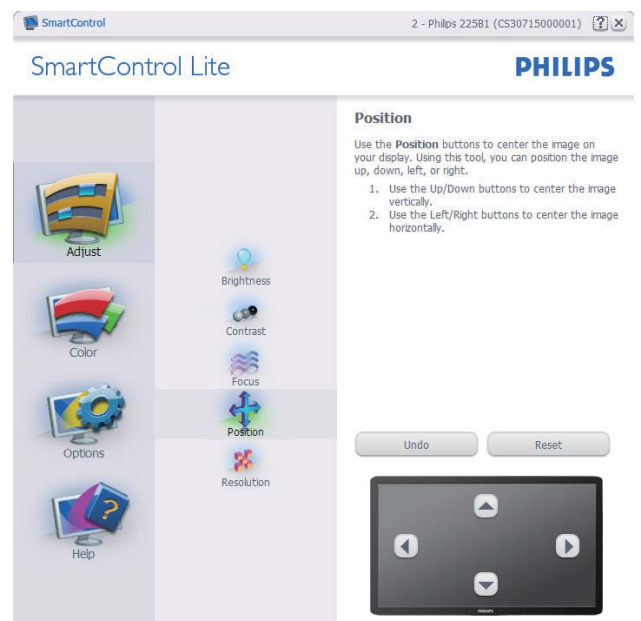 SmartControl
2 - Philips 225B1 (CS30715000001)
?
SmartControl Lite
PHILIPS
Adjust
Color
Options
Help
Brightness
Contrast
Focus
Position
Resolution
Position
Use the Position buttons to center the image on
your display. Using this tool, you can position the image
up, down, left, or right.
1. Use the Up/Down buttons to center the image
vertically.
2. Use the Left/Right buttons to center the image
horizontally.
Undo
Reset
PHILIPS